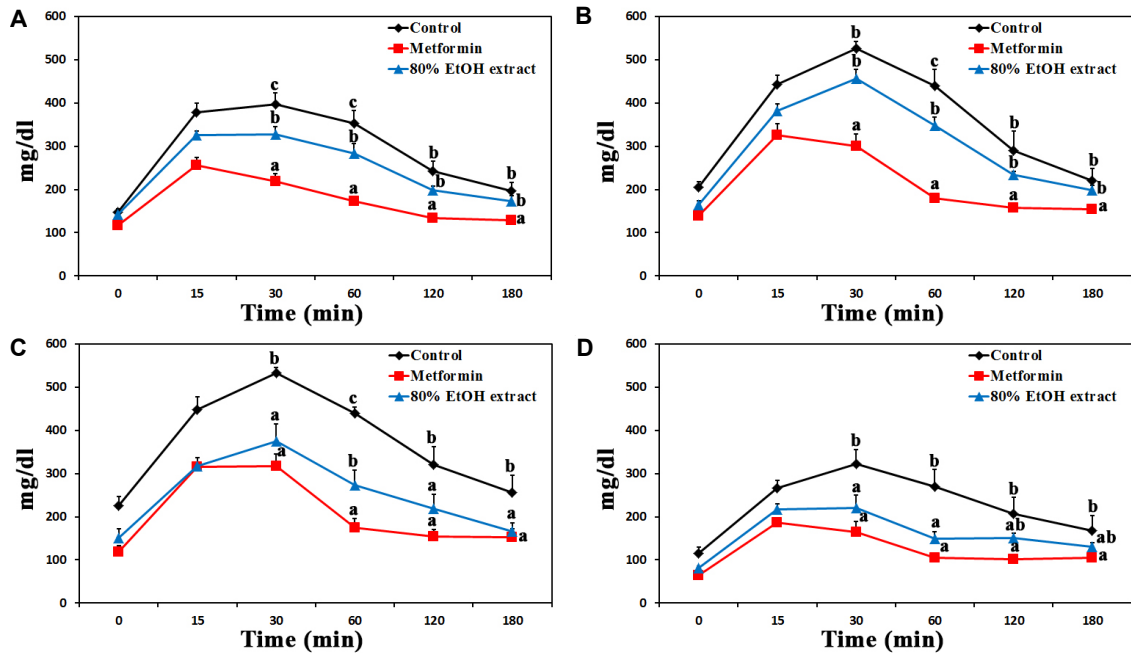 A
600
500
400
300
200
100
0
mg/dl
Control
Metformin
80% EtOH extract
c
b
a
c
b
a
b
b
a
b
b
a
0 15 30 60 120 180
Time (min)
B
600
500
400
300
200
100
0
mg/dl
Control
Metformin
80% EtOH extract
b
b
a
c
b
a
b
b
a
b
b
a
0 15 30 60 120 180
Time (min)
C
600
500
400
300
200
100
0
mg/dl
Control
Metformin
80% EtOH extract
b
a
a
c
b
a
b
a
a
b
a
a
0 15 30 60 120 180
Time (min)
D
600
500
400
300
200
100
0
mg/dl
Control
Metformin
80% EtOH extract
b
a
a
b
a
a
b
ab
a
b
ab
a
0 15 30 60 120 180
Time (min)